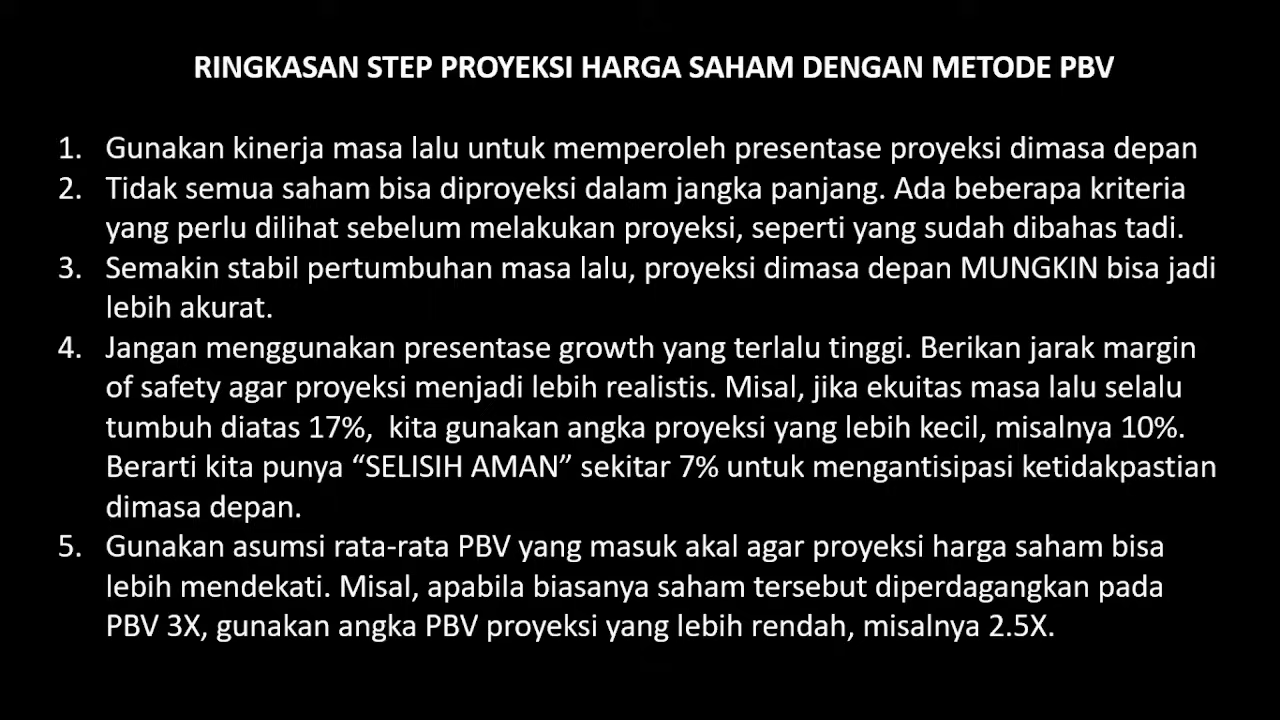 RINGKASAN STEP PROYEKSI HARGA SAHAM DENGAN METODE PBV
1. Gunakan kinerja masa lalu untuk memperoleh presentase proyeksi dimasa depan
2. Tidak semua saham bisa diproyeksi dalam jangka panjang. Ada beberapa kriteria
yang perlu dilihat sebelum melakukan proyeksi, seperti yang sudah dibahas tadi.
3. Semakin stabil pertumbuhan masa lalu, proyeksi dimasa depan MUNGKIN bisa jadi
lebih akurat.
4. Jangan menggunakan presentase growth yang terlalu tinggi. Berikan jarak margin
of safety agar proyeksi menjadi lebih realistis. Misal, jika ekuitas masa lalu selalu
tumbuh diatas 17%, kita gunakan angka proyeksi yang lebih kecil, misalnya 10%.
Berarti kita punya “SELISIH AMAN” sekitar 7% untuk mengantisipasi ketidakpastian
dimasa depan.
5. Gunakan asumsi rata-rata PBV yang masuk akal agar proyeksi harga saham bisa
lebih mendekati. Misal, apabila biasanya saham tersebut diperdagangkan pada
PBV 3X, gunakan angka PBV proyeksi yang lebih rendah, misalnya 2.5X.